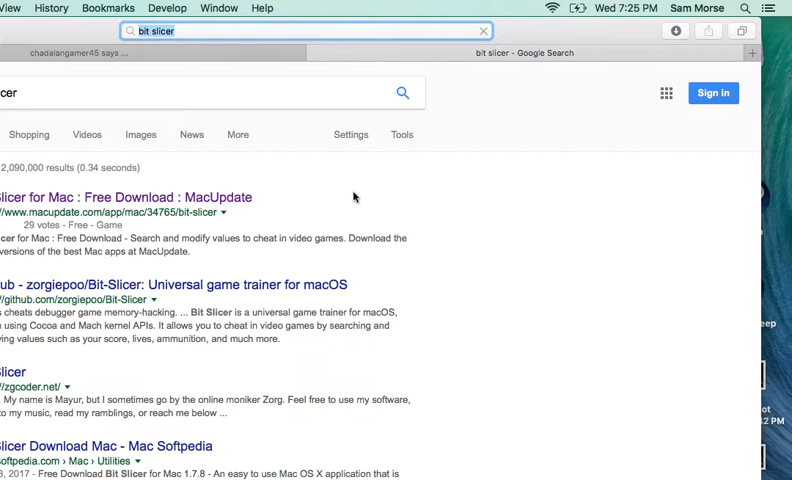 View History Bookmarks Develop Window Help Wed 7:25 PM Sam Morse
bit slicer
chadalangamer45 says ... bit slicer - Google Search
cer
Sign in
Shopping Videos Images News More Settings Tools
2,090,000 results (0.34 seconds)
licer for Mac : Free Download : MacUpdate
//www.macupdate.com/app/mac/34765/bit-slicer
29 votes - Free - Game
cer for Mac : Free Download - Search and modify values to cheat in video games. Download the
versions of the best Mac apps at MacUpdate.
ub - zorgiepoo/Bit-Slicer: Universal game trainer for macOS
//github.com/zorgiepoo/Bit-Slicer
s cheats debugger game memory-hacking. ... Bit Slicer is a universal game trainer for macOS,
n using Cocoa and Mach kernel APIs. It allows you to cheat in video games by searching and
ying values such as your score, lives, ammunition, and much more.
licer
//zgcoder.net/
. My name is Mayur, but I sometimes go by the online moniker Zorg. Feel free to use my software,
to my music, read my ramblings, or reach me below ...
licer Download Mac - Mac Softpedia
softpedia.com › Mac › Utilities
3, 2017 - Free Download Bit Slicer for Mac 1.7.8 - An easy to use Mac OS X application that is
eep
ot
2 PM